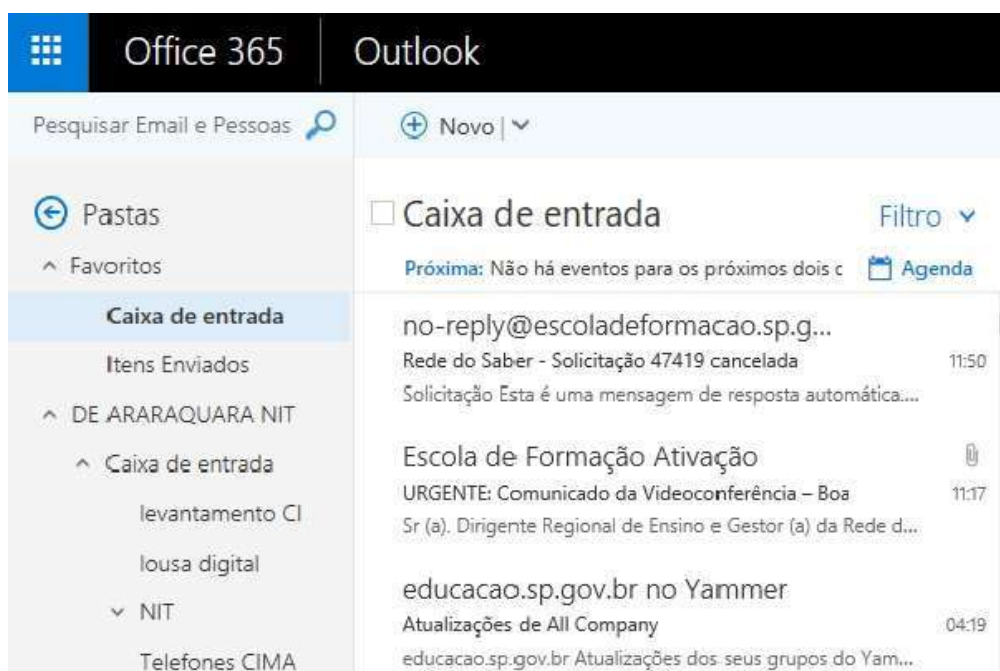 Office 365 Outlook
Pesquisar Email e Pessoas
Novo
Pastas
Favoritos
Caixa de entrada
Itens Enviados
DE ARARAQUARA NIT
Caixa de entrada
levantamento CI
lousa digital
NIT
Telefones CIMA
Caixa de entrada Filtro
Próxima: Não há eventos para os próximos dois c Agenda
no-reply@escoladeformacao.sp.g...
Rede do Saber - Solicitação 47419 cancelada 11:50
Solicitação Esta é uma mensagem de resposta automática....
Escola de Formação Ativação
URGENTE: Comunicado da Videoconferência – Boa 11:17
Sr (a). Dirigente Regional de Ensino e Gestor (a) da Rede d...
educacao.sp.gov.br no Yammer
Atualizações de All Company 04:19
educacao.sp.gov.br Atualizações dos seus grupos do Yam...